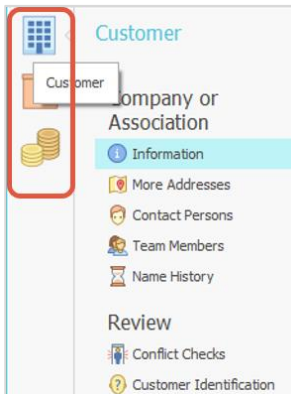 Customer
Customer
Company or
Association
Information
More Addresses
Contact Persons
Team Members
Name History
Review
Conflict Checks
Customer Identification